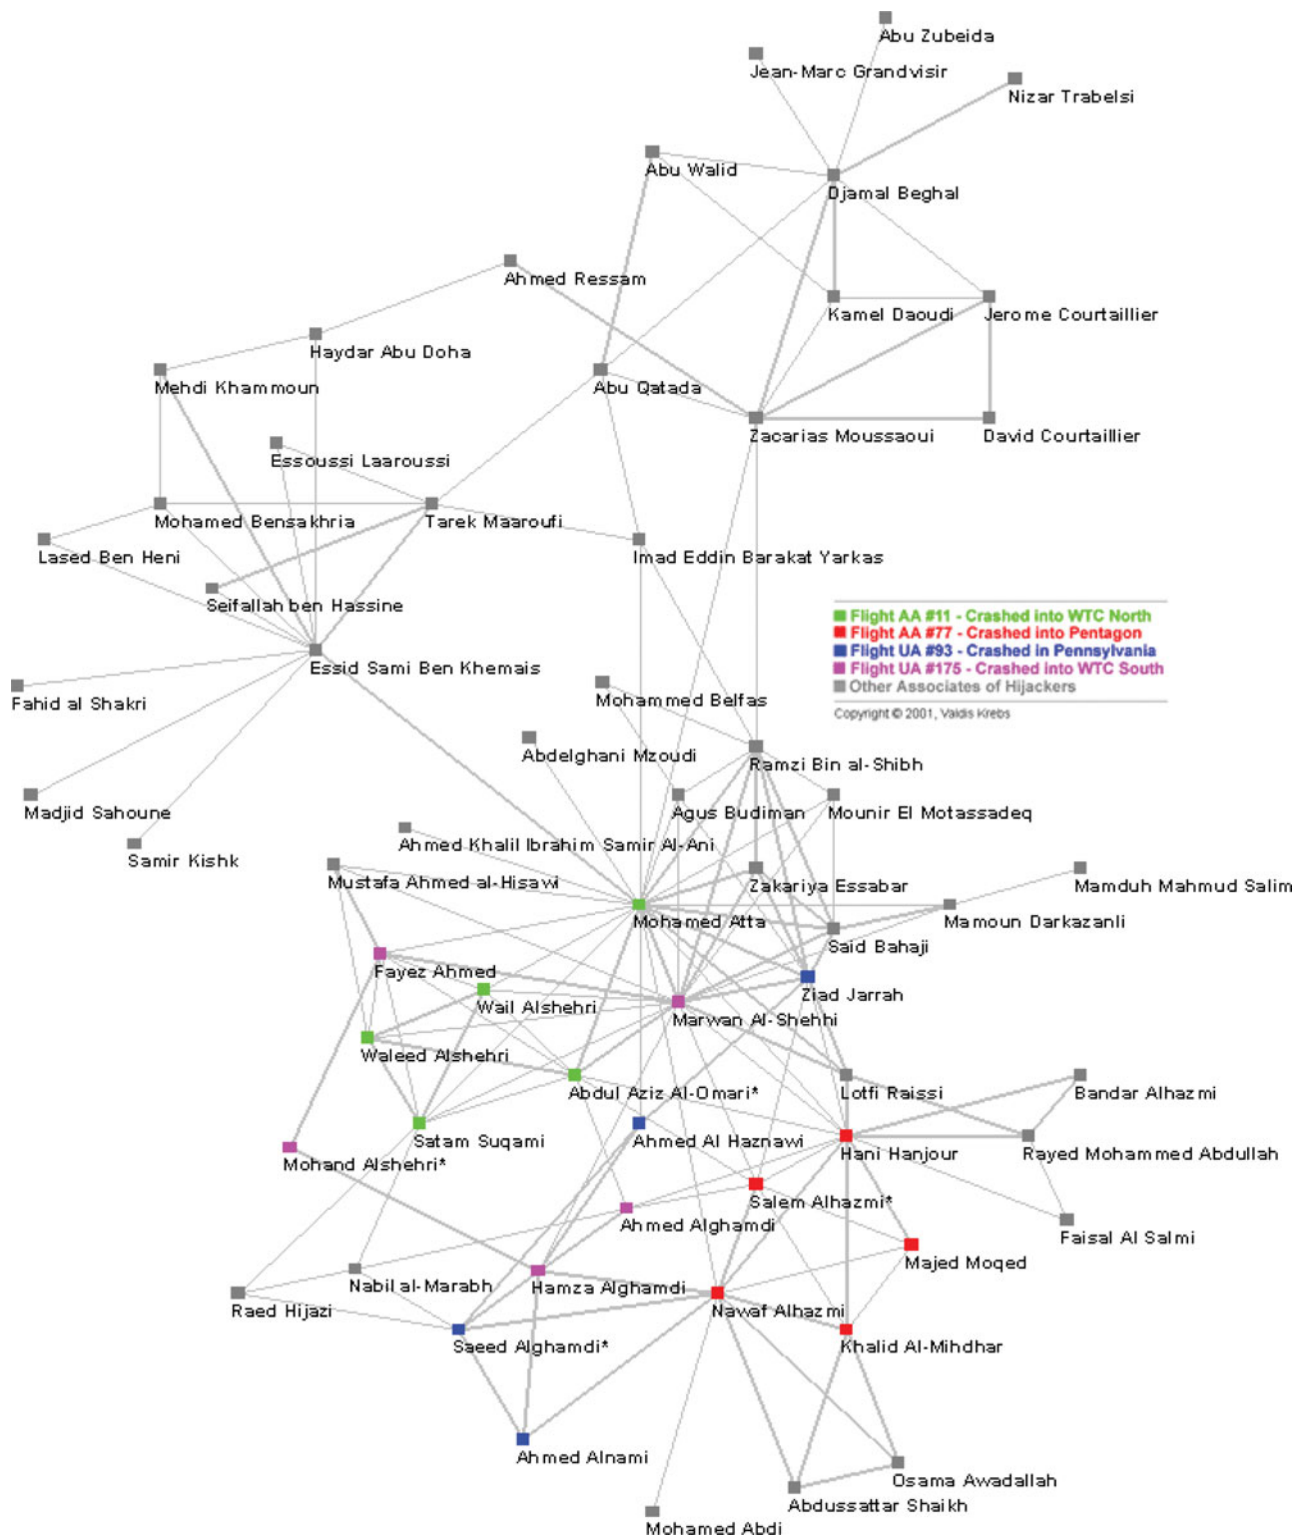 Abu Zubeida
Jean-Marc Grandvisir
Nizar Trabelsi
Abu Walid
Djamal Beghal
Ahmed Ressam
Kamel Daoudi
Jerome Courtaillier
Haydar Abu Doha
Mehdi Khammoun
Abu Qatada
Zacarias Moussaoui
David Courtaillier
Essoussi Laaroussi
Mohamed Bensakhria
Tarek Maaroufi
Lased Ben Heni
Imad Eddin Barakat Yarkas
Seifallah ben Hassine
Flight AA #11 - Crashed into WTC North
Flight AA #77 - Crashed into Pentagon
Flight UA #93 - Crashed in Pennsylvania
Flight UA #175 - Crashed into WTC South
Other Associates of Hijackers
Copyright © 2001, Valdis Krebs
Essid Sami Ben Khemais
Fahid al Shakri
Mohammed Belfas
Abdelghani Mzoudi
Ramzi Bin al-Shibh
Madjid Sahoune
Agus Budiman
Mounir El Motassadeq
Ahmed Khalil Ibrahim Samir Al-Ani
Samir Kishk
Mustafa Ahmed al-Hisawi
Zakariya Essabar
Mamduh Mahmud Salim
Mohamed Atta
Mamoun Darkazanli
Said Bahaji
Fayez Ahmed
Ziad Jarrah
Wail Alshehri
Marwan Al-Shehhi
Waleed Alshehri
Abdul Aziz Al-Omari*
Lotfi Raissi
Bandar Alhazmi
Satam Suqami
Ahmed Al Haznawi
Hani Hanjour
Rayed Mohammed Abdullah
Mohand Alshehri*
Salem Alhazmi*
Ahmed Alghamdi
Faisal Al Salmi
Majed Moqed
Nabil al-Marabh
Hamza Alghamdi
Raed Hijazi
Nawaf Alhazmi
Saeed Alghamdi*
Khalid Al-Mihdhar
Ahmed Alnami
Osama Awadallah
Abdussattar Shaikh
Mohamed Abdi